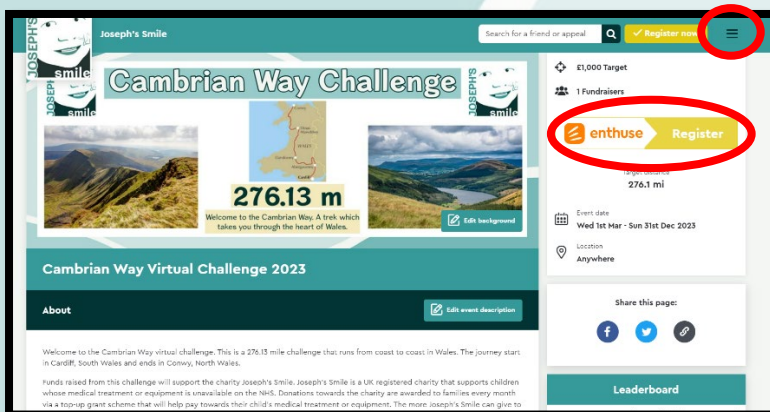 JOSEPH'S
smile
Joseph's Smile
Search for a friend or appeal
Register now
JOSEPH'S
smile
Cambrian Way Challenge
JOSEPH'S
smile
WALES
Cardiff
276.13 m
Welcome to the Cambrian Way. A trek which
takes you through the heart of Wales.
Edit background
£1,000 Target
1 Fundraisers
enthuse
Register
Target distance
276.1 mi
Event date
Wed 1st Mar - Sun 31st Dec 2023
Location
Anywhere
Cambrian Way Virtual Challenge 2023
About
Edit event description
Share this page:
Leaderboard
Welcome to the Cambrian Way virtual challenge. This is a 276.13 mile challenge that runs from coast to coast in Wales. The journey start
in Cardiff, South Wales and ends in Conwy, North Wales.
Funds raised from this challenge will support the charity Joseph's Smile. Joseph's Smile is a UK registered charity that supports children
whose medical treatment or equipment is unavailable on the NHS. Donations towards the charity are awarded to families every month
via a top-up grant scheme that will help pay towards their child's medical treatment or equipment. The more Joseph's Smile can give to